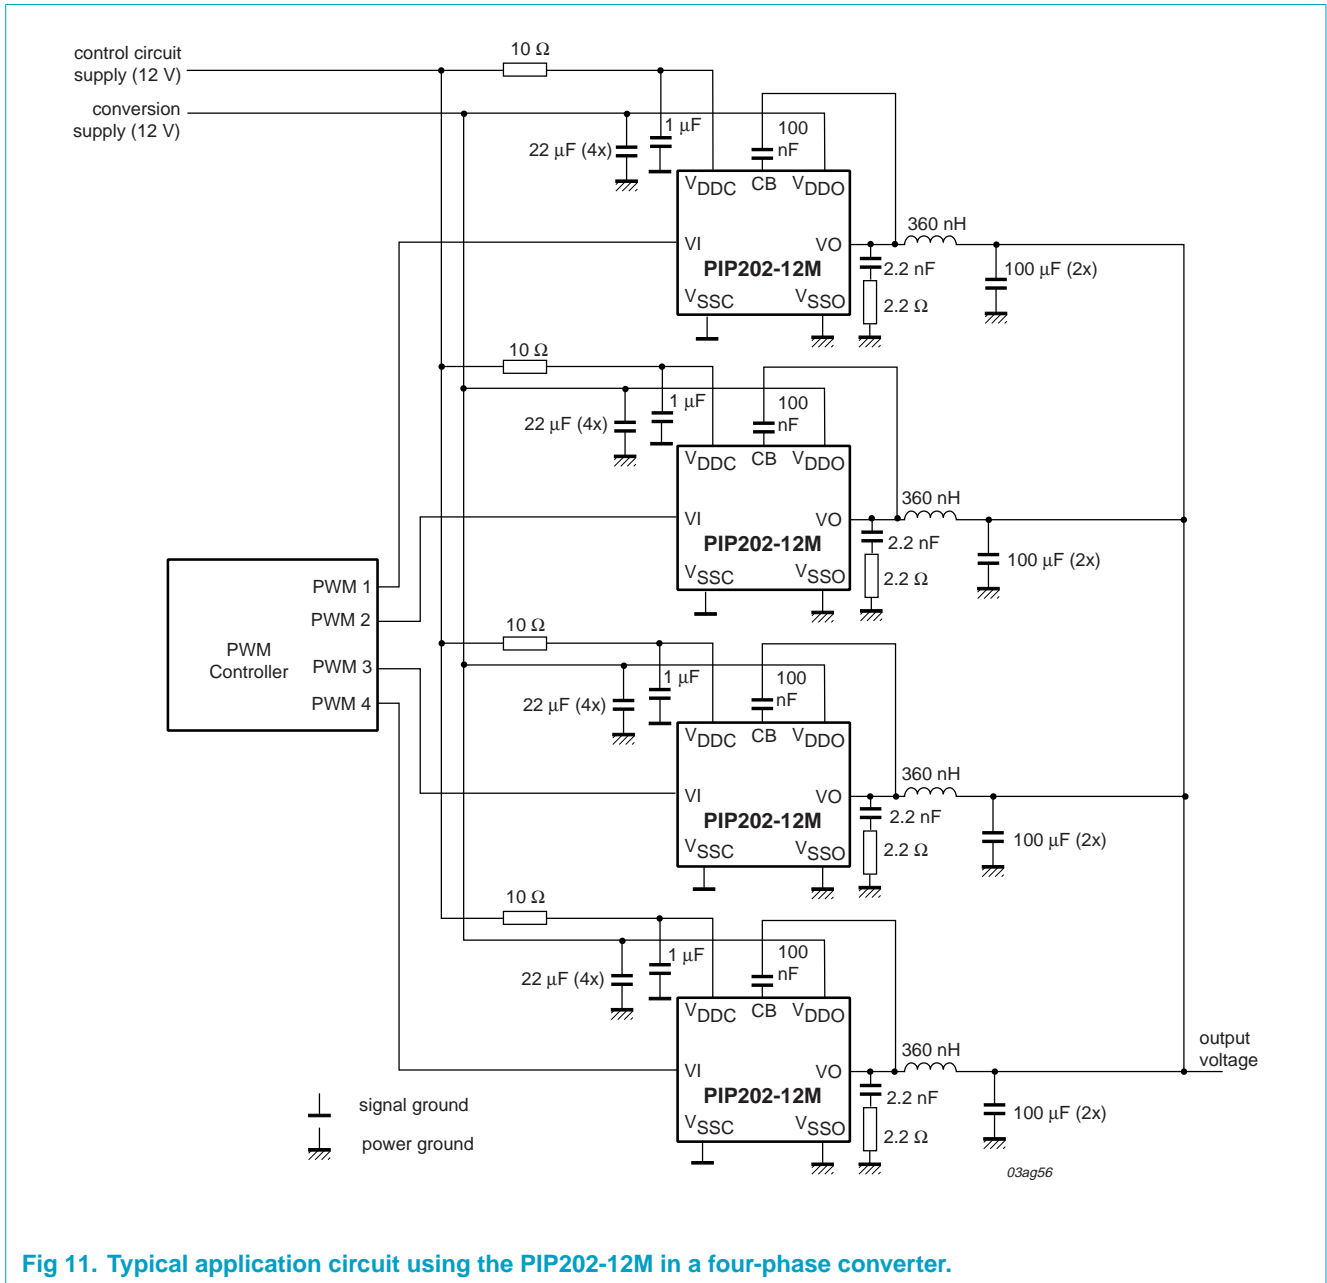 control circuit
supply (12 V)
10 Ω
conversion
supply (12 V)
22 μF (4x)
1 μF
100
nF
VDDC CB VDDO
VI
VO
PIP202-12M
VSSC VSSO
360 nH
2.2 nF
2.2 Ω
100 μF (2x)
10 Ω
22 μF (4x)
1 μF
100
nF
VDDC CB VDDO
VI
VO
PIP202-12M
VSSC VSSO
360 nH
2.2 nF
2.2 Ω
100 μF (2x)
PWM 1
PWM 2
PWM
Controller
PWM 3
PWM 4
10 Ω
22 μF (4x)
1 μF
100
nF
VDDC CB VDDO
VI
VO
PIP202-12M
VSSC VSSO
360 nH
2.2 nF
2.2 Ω
100 μF (2x)
10 Ω
22 μF (4x)
1 μF
100
nF
VDDC CB VDDO
VI
VO
PIP202-12M
VSSC VSSO
360 nH
2.2 nF
2.2 Ω
100 μF (2x)
output
voltage
signal ground
power ground
03ag56
Fig 11. Typical application circuit using the PIP202-12M in a four-phase converter.